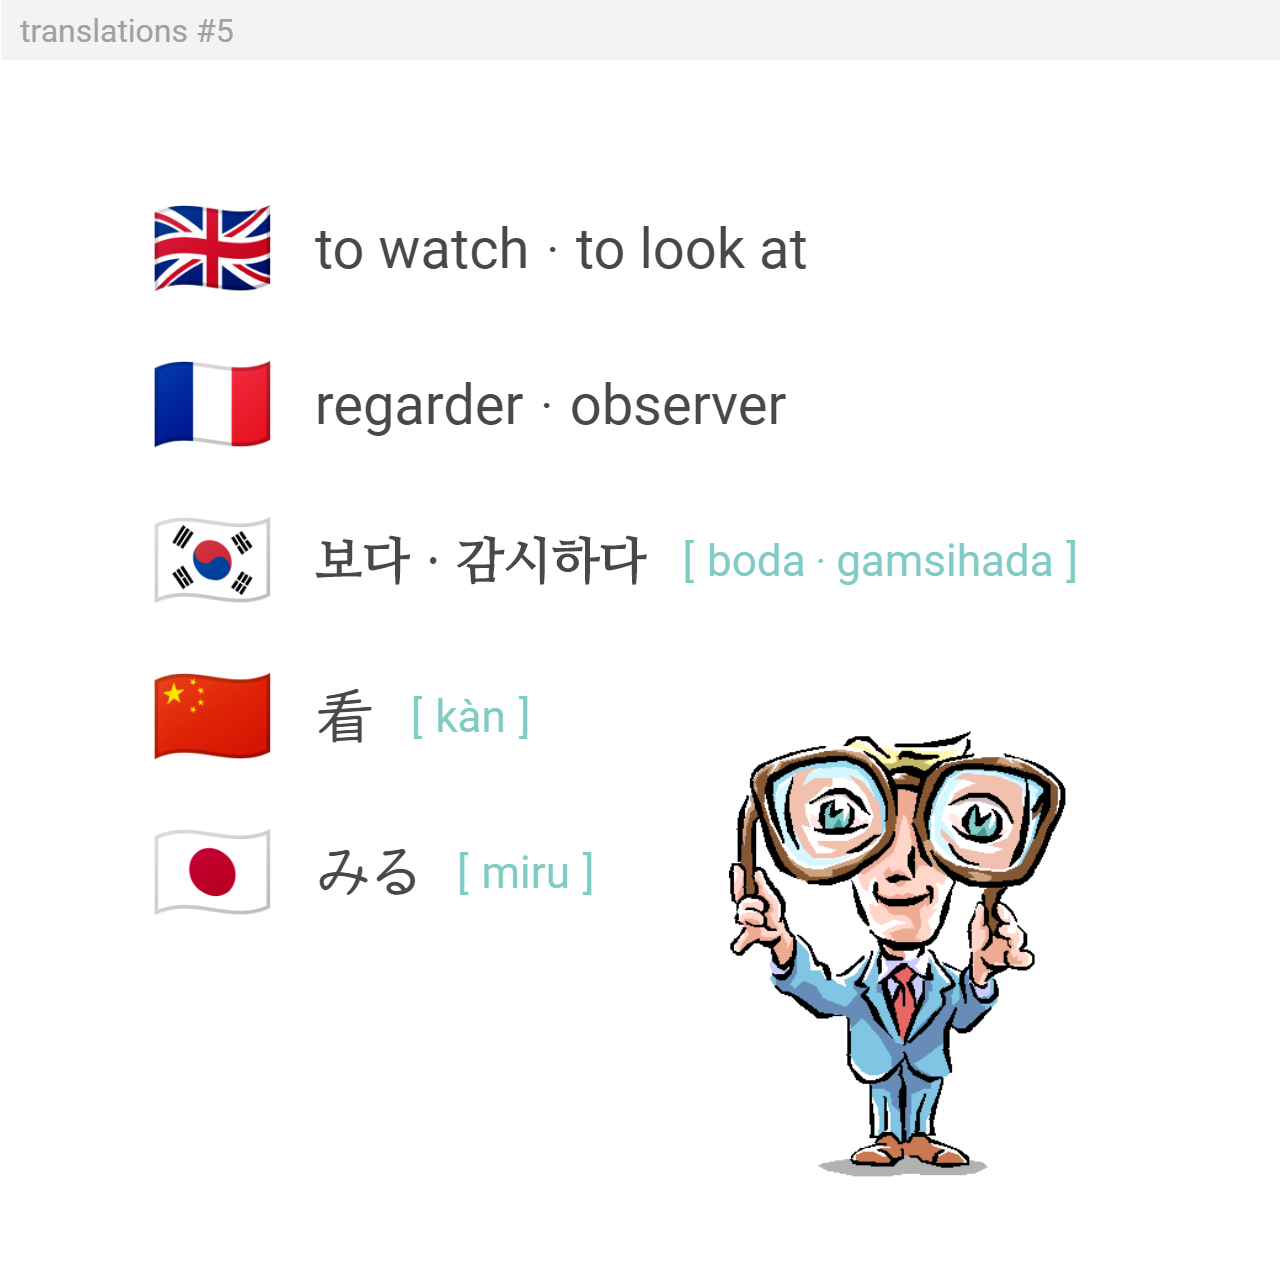 translations #5
to watch · to look at
regarder · observer
보다 · 감시하다 [ boda · gamsihada ]
看 [ kàn ]
みる [ miru ]